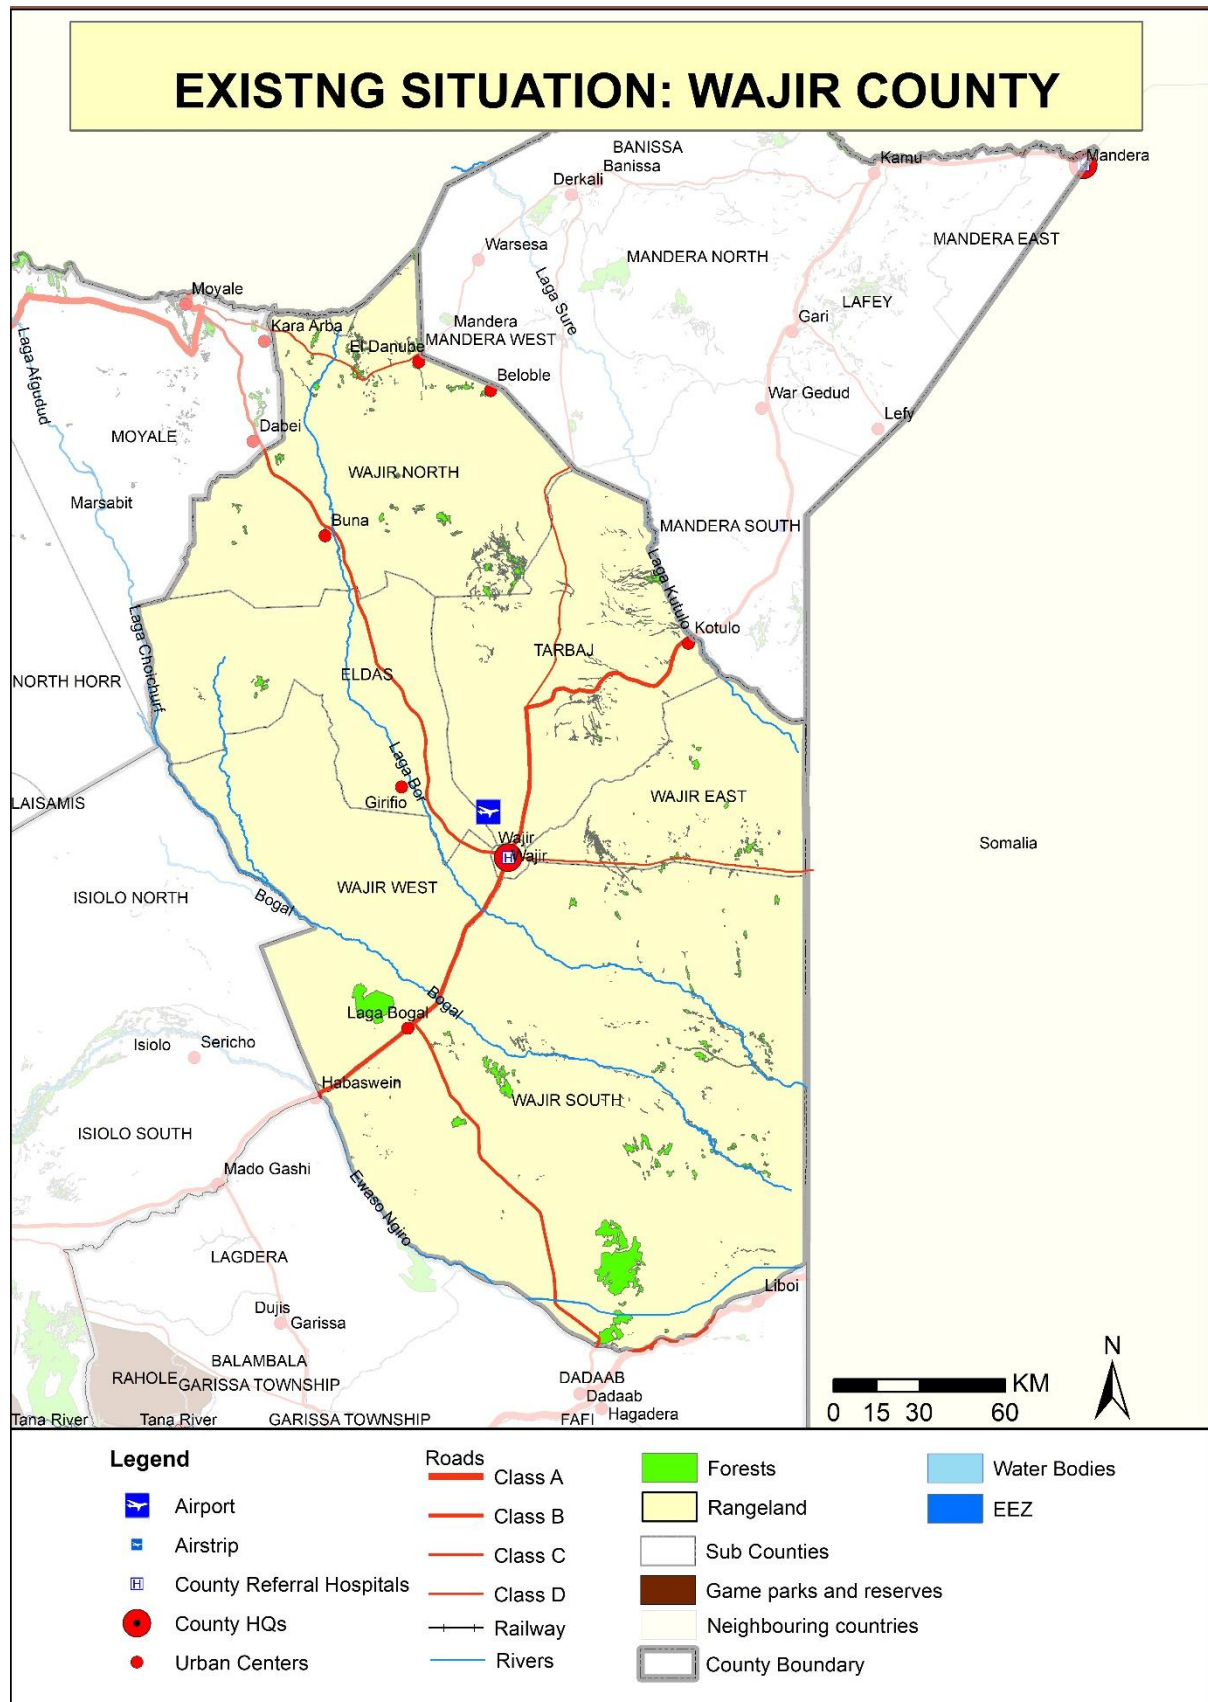 EXISTNG SITUATION: WAJIR COUNTY
BANISSA
Banissa
Kamu
Mandera
Derkali
MANDERA EAST
Warsesa
MANDERA NORTH
Laga Sure
LAFEY
Moyale
Gari
Kara Arba
Mandera
MANDERA WEST
El Danube
Laga Afgudud
Beloble
War Gedud
Lefy
MOYALE
Dabei
WAJIR NORTH
Marsabit
Buna
MANDERA SOUTH
Laga Kutulo
Laga Choichurf
Kotulo
TARBAJ
NORTH HORR
ELDAS
Laga Bor
LAISAMIS
Girifio
WAJIR EAST
Wajir
Wajir
Somalia
WAJIR WEST
ISIOLO NORTH
Bogal
Bogal
Laga Bogal
Isiolo
Sericho
Habaswein
WAJIR SOUTH
ISIOLO SOUTH
Mado Gashi
Ewaso Ngiro
LAGDERA
Liboi
Dujis
Garissa
BALAMBALA
RAHOLE
GARISSA TOWNSHIP
DADAAB
Dadaab
Hagadera
Tana River
Tana River
GARISSA TOWNSHIP
FAFI
N
KM
0 15 30 60
Legend
Airport
Airstrip
County Referral Hospitals
County HQs
Urban Centers
Roads
Class A
Class B
Class C
Class D
Railway
Rivers
Forests
Rangeland
Sub Counties
Game parks and reserves
Neighbouring countries
County Boundary
Water Bodies
EEZ